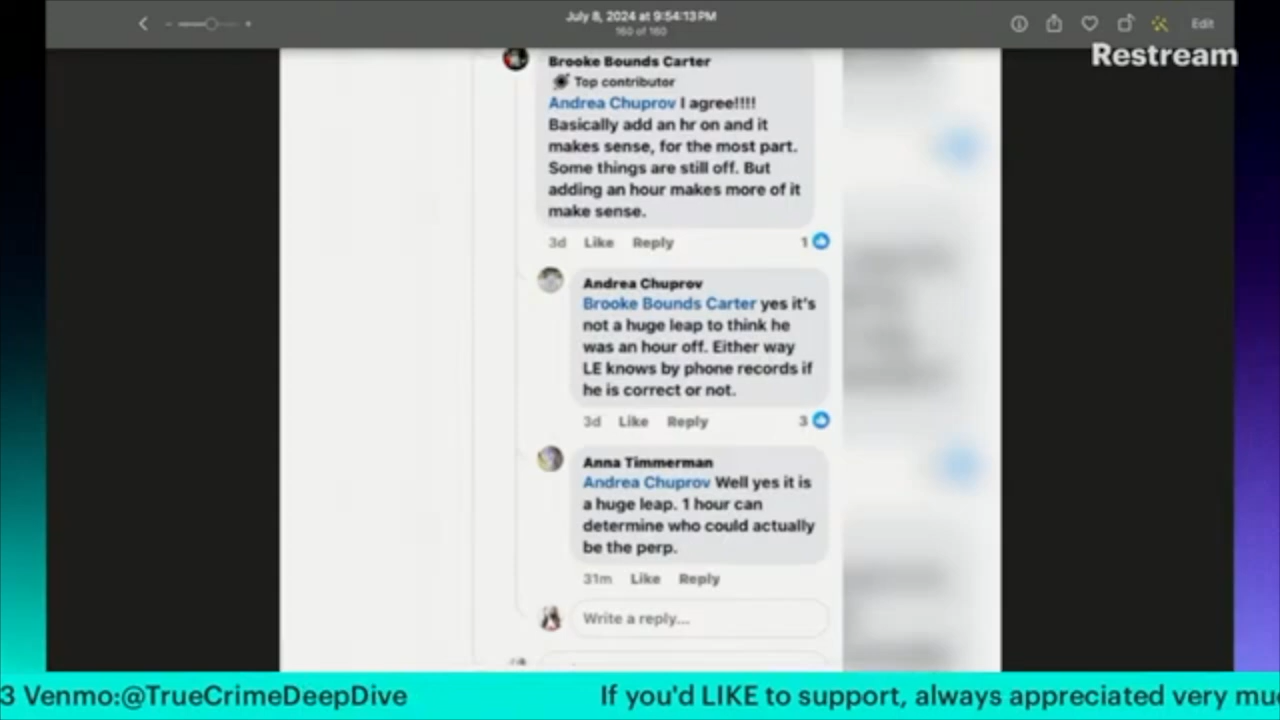 July 8, 2024 at 9:54:13 PM
160 of 160
Edit
Restream
Brooke Bounds Carter
Top contributor
Andrea Chuprov I agree!!!!
Basically add an hr on and it
makes sense, for the most part.
Some things are still off. But
adding an hour makes more of it
make sense.
3d Like Reply 1
Andrea Chuprov
Brooke Bounds Carter yes it's
not a huge leap to think he
was an hour off. Either way
LE knows by phone records if
he is correct or not.
3d Like Reply 3
Anna Timmerman
Andrea Chuprov Well yes it is
a huge leap. 1 hour can
determine who could actually
be the perp.
31m Like Reply
Write a reply...
3 Venmo:@TrueCrimeDeepDive If you'd LIKE to support, always appreciated very mu